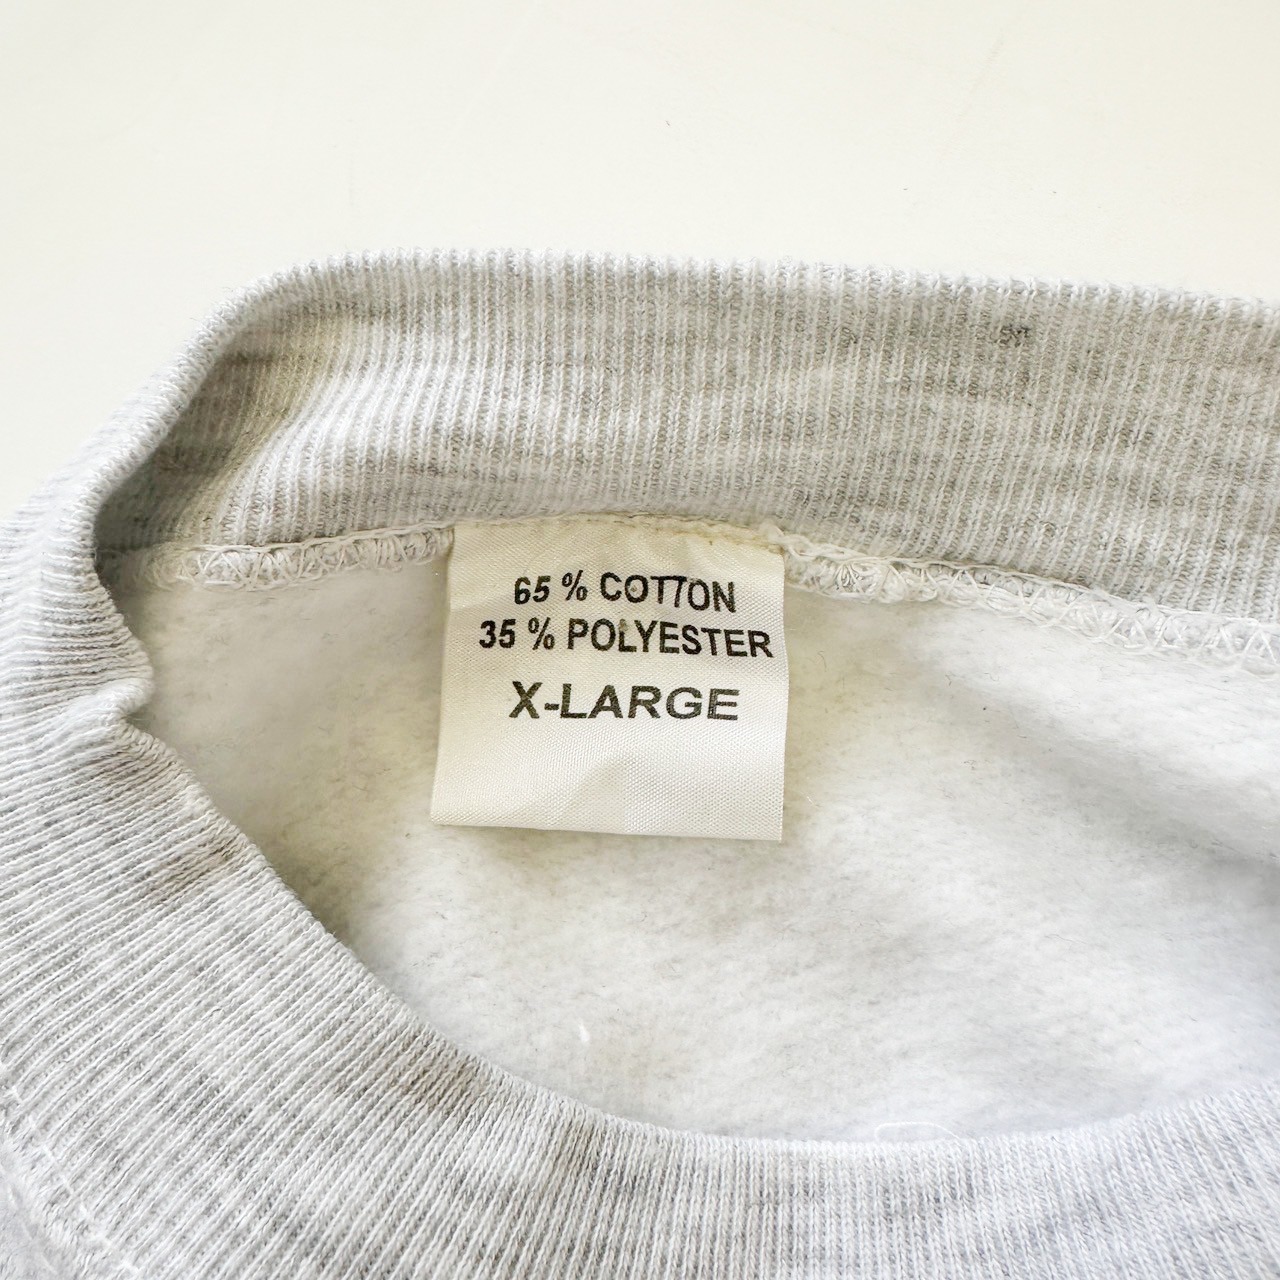 65 % COTTON
35 % POLYESTER
X-LARGE